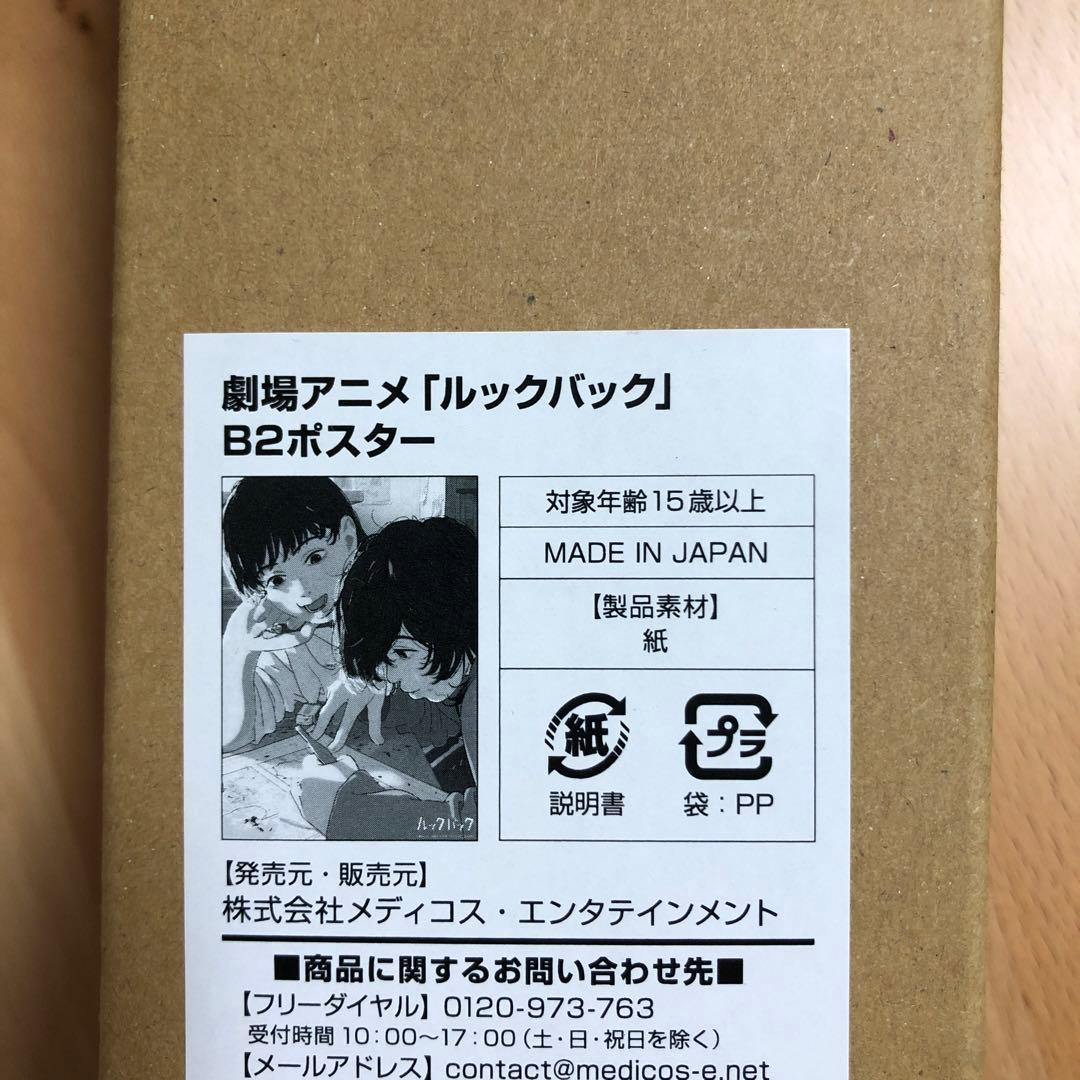 劇場アニメ「ルックバック」
B2ポスター
対象年齢15歳以上
MADE IN JAPAN
【製品素材】
紙
紙
プラ
説明書
袋：PP
ルックバック
【発売元・販売元】
株式会社メディコス・エンタテインメント
■商品に関するお問い合わせ先■
【フリーダイヤル】0120-973-763
受付時間 10：00〜17：00（土・日・祝日を除く）
【メールアドレス】contact@medicos-e.net